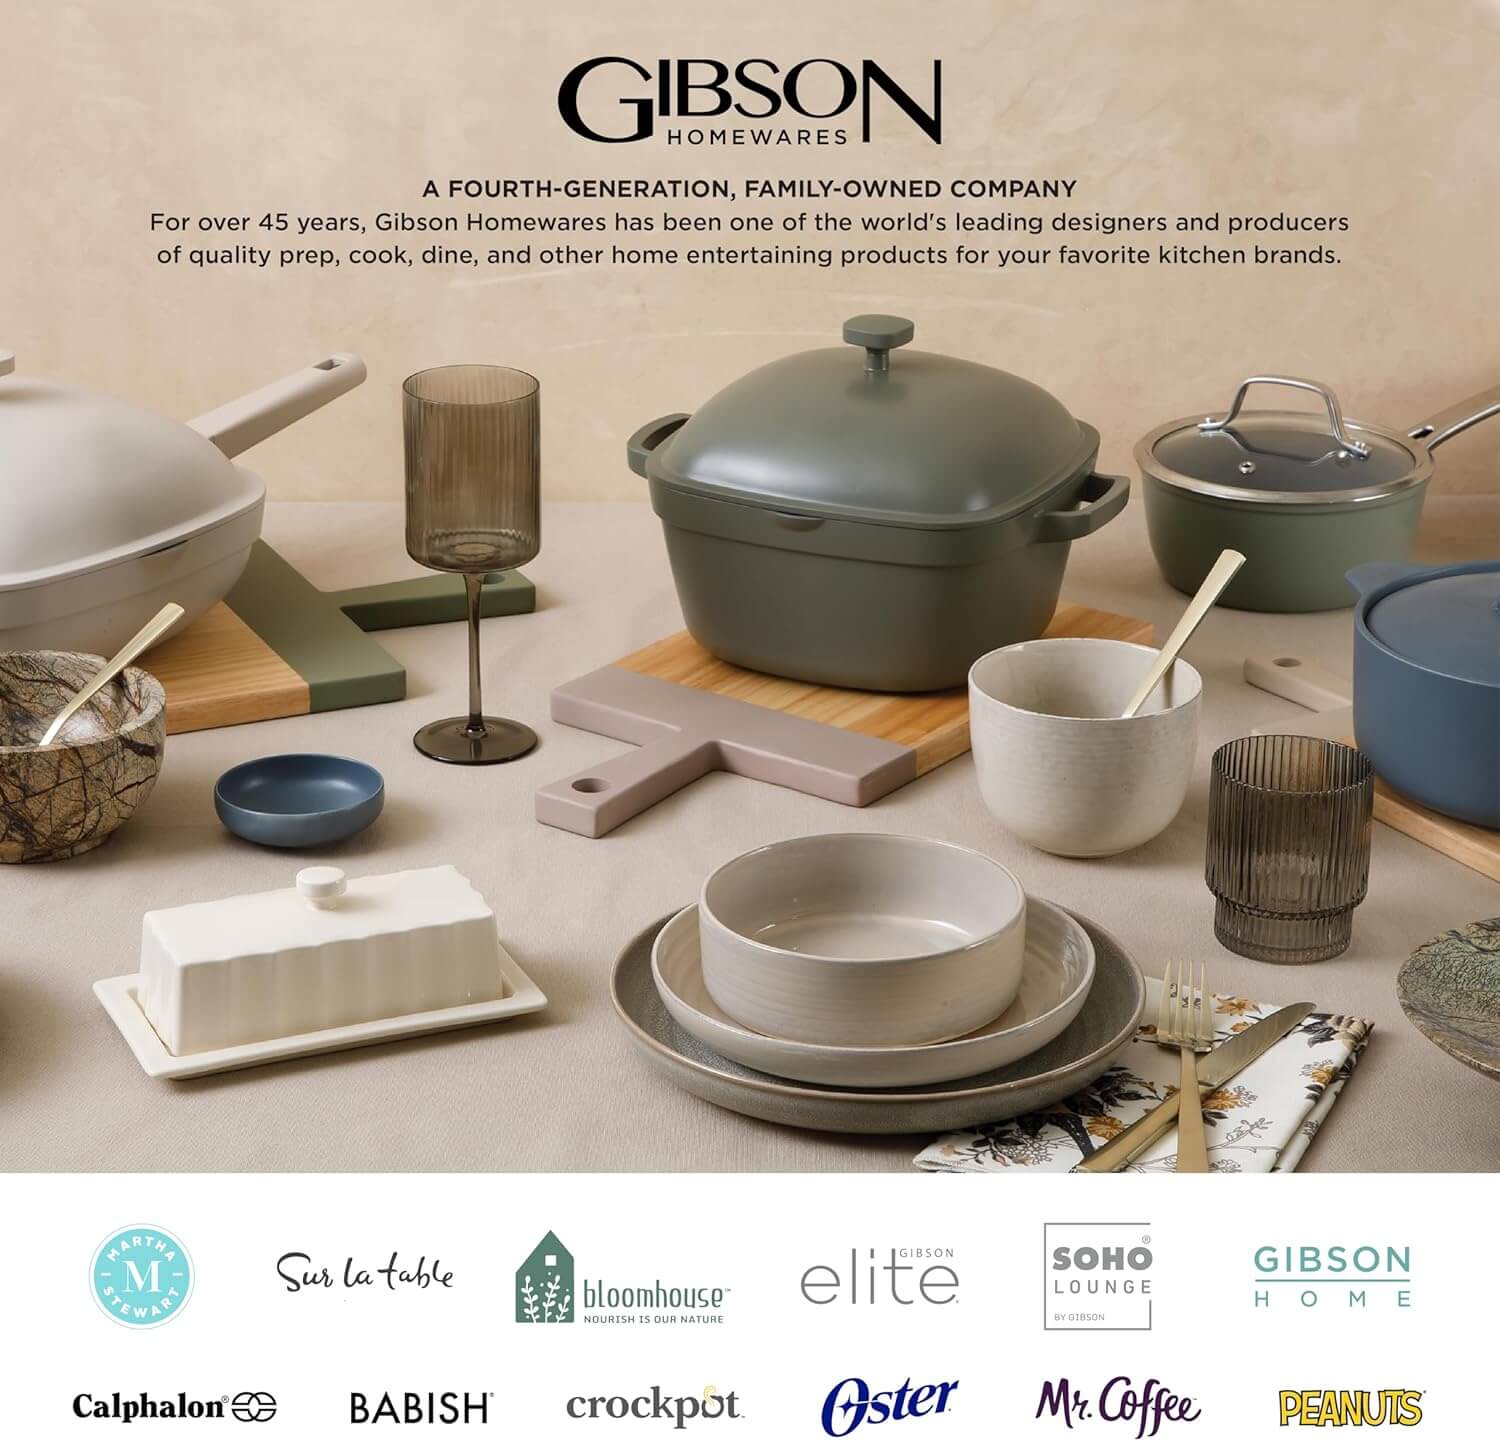 GIBSON
HOMEWARES
A FOURTH-GENERATION, FAMILY-OWNED COMPANY
For over 45 years, Gibson Homewares has been one of the world's leading designers and producers
of quality prep, cook, dine, and other home entertaining products for your favorite kitchen brands.
MARTHA
M
STEWART
Sur la table
bloomhouse™
NOURISH IS OUR NATURE
GIBSON
elite
SOHO®
LOUNGE
BY GIBSON
GIBSON
HOME
Calphalon®
BABISH®
crockpot
Oster
Mr. Coffee
PEANUTS